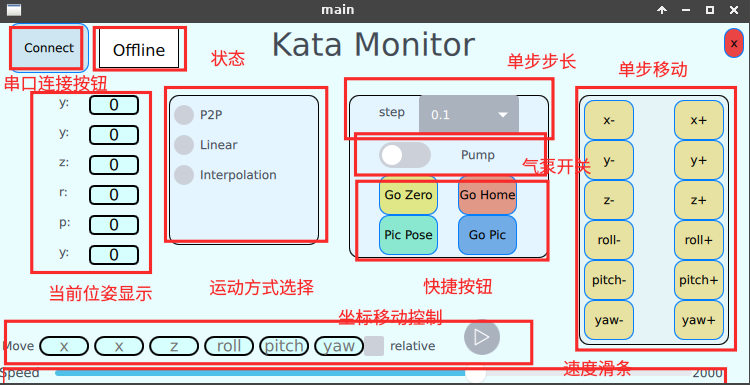 main
Connect
Offline
状态
Kata Monitor
x
单步步长
单步移动
串口连接按钮
y: 0
y: 0
z: 0
r: 0
p: 0
y: 0
当前位姿显示
P2P
Linear
Interpolation
运动方式选择
step 0.1
Pump
气泵开关
Go Zero Go Home
Pic Pose Go Pic
快捷按钮
x- x+
y- y+
z- z+
roll- roll+
pitch- pitch+
yaw- yaw+
坐标移动控制
Move x x z roll pitch yaw relative
速度滑条
Speed 2000